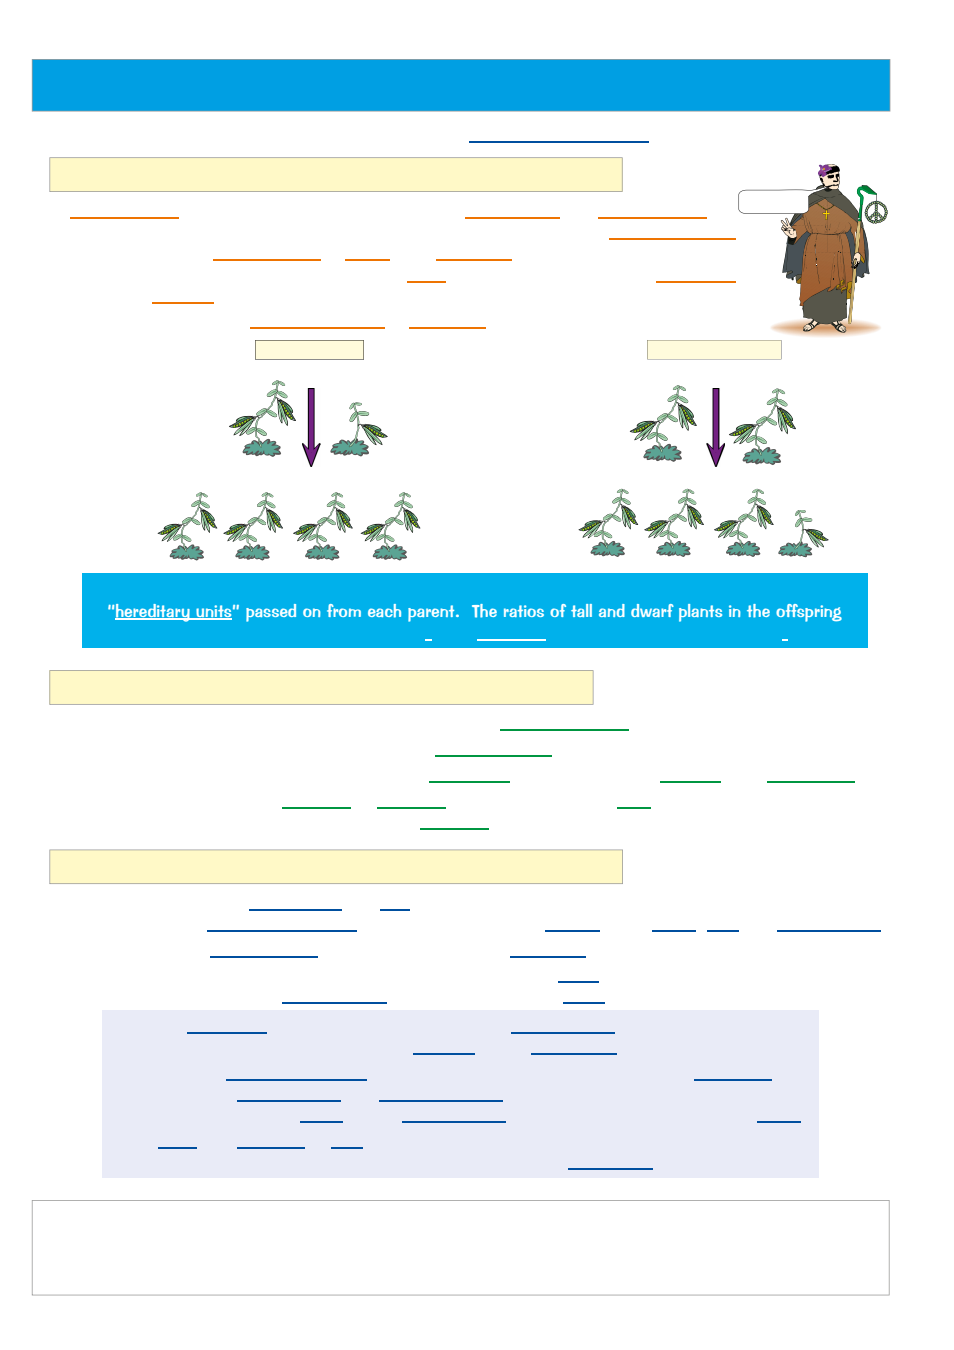 "hereditary units" passed on from each parent. The ratios of tall and dwarf plants in the offspring